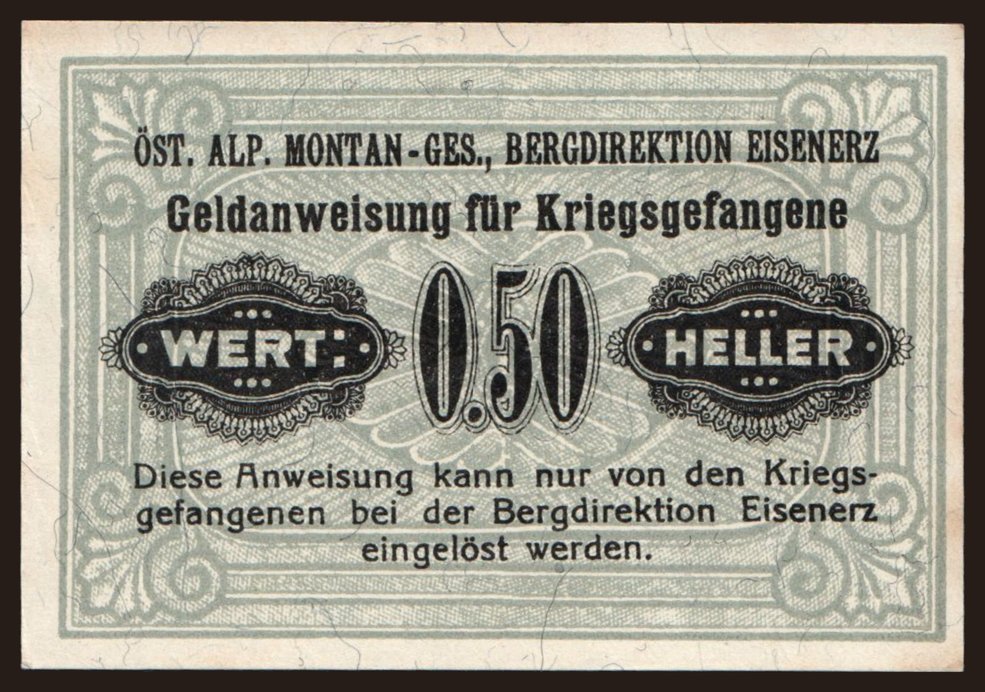 ÖST. ALP. MONTAN-GES., BERGDIREKTION EISENERZ
Geldanweisung für Kriegsgefangene
WERT: 0.50 HELLER
Diese Anweisung kann nur von den Kriegs-
gefangenen bei der Bergdirektion Eisenerz
eingelöst werden.